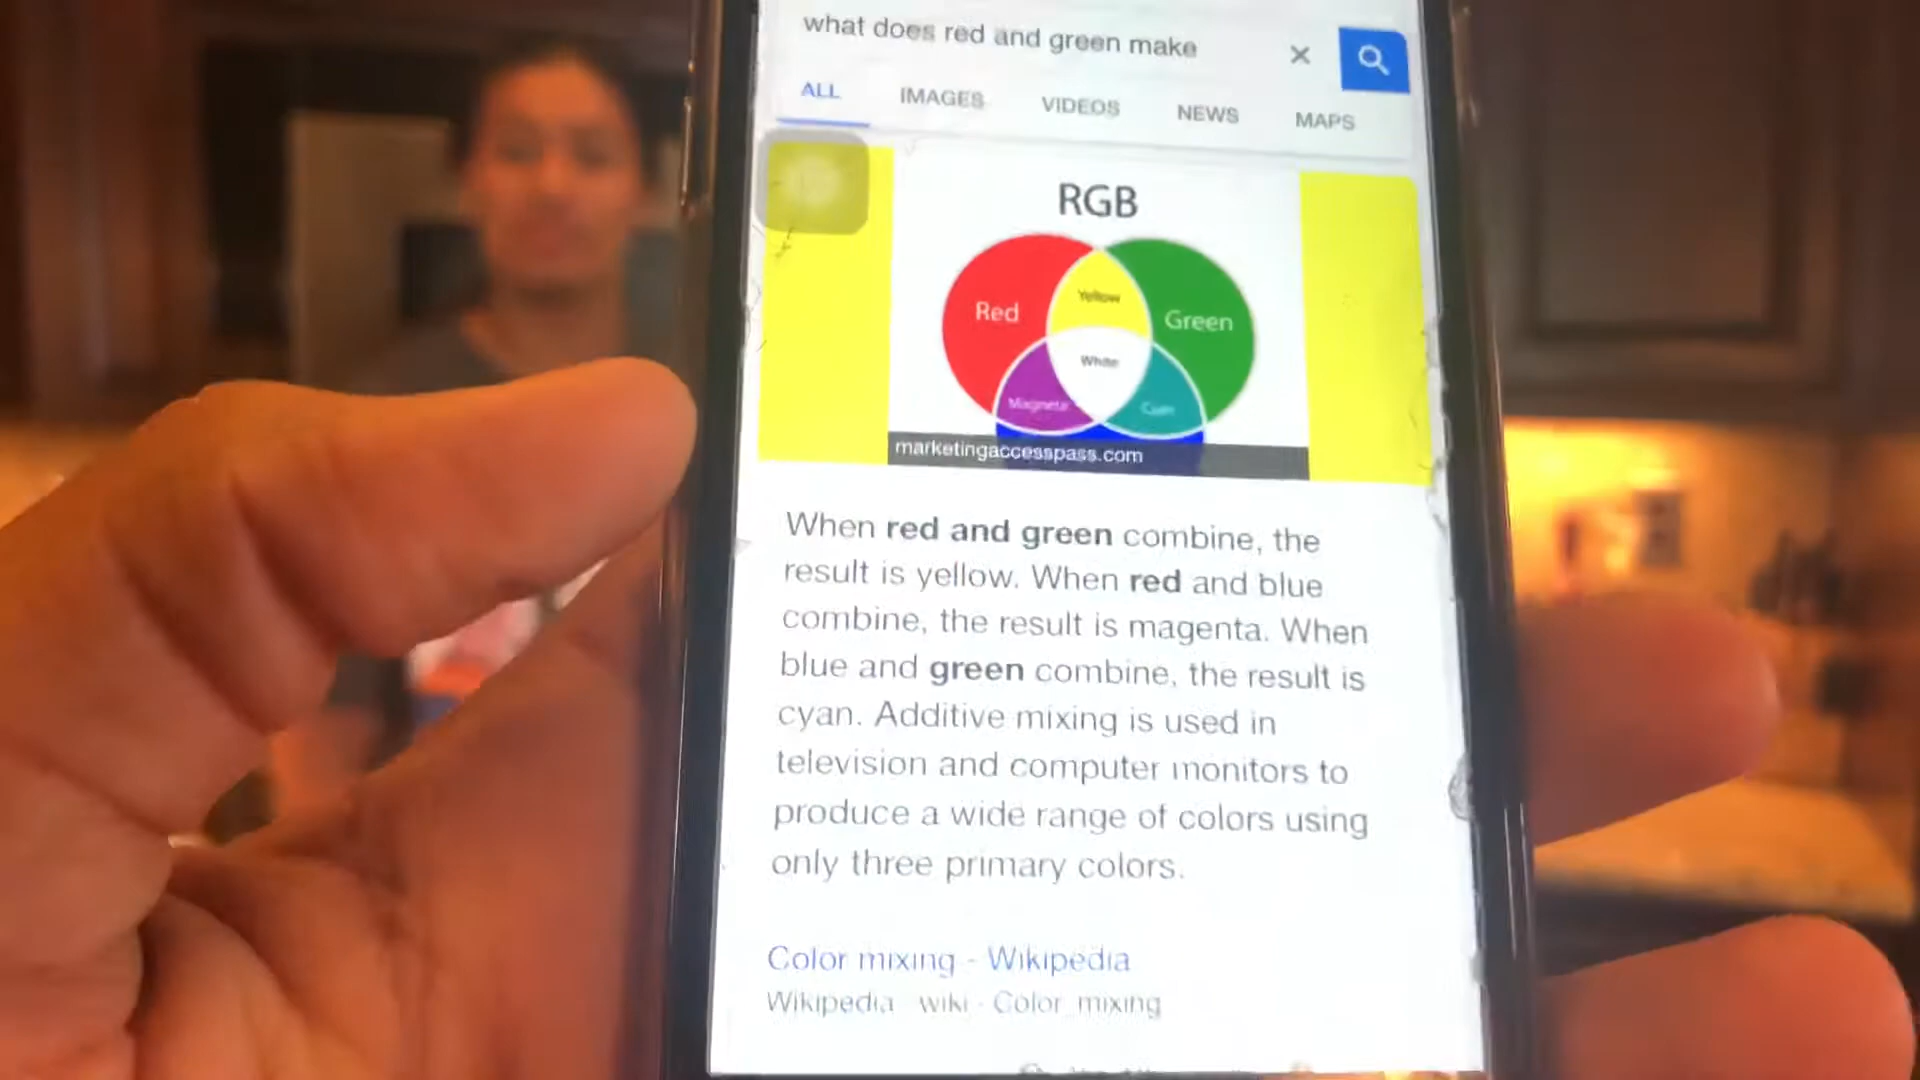 what does red and green make
ALL IMAGES VIDEOS NEWS MAPS
RGB
Yellow
Red
Green
White
Magneta
Cyan
marketingaccesspass.com
When red and green combine, the
result is yellow. When red and blue
combine, the result is magenta. When
blue and green combine, the result is
cyan. Additive mixing is used in
television and computer monitors to
produce a wide range of colors using
only three primary colors.
Color mixing - Wikipedia
Wikipedia wiki Color_mixing